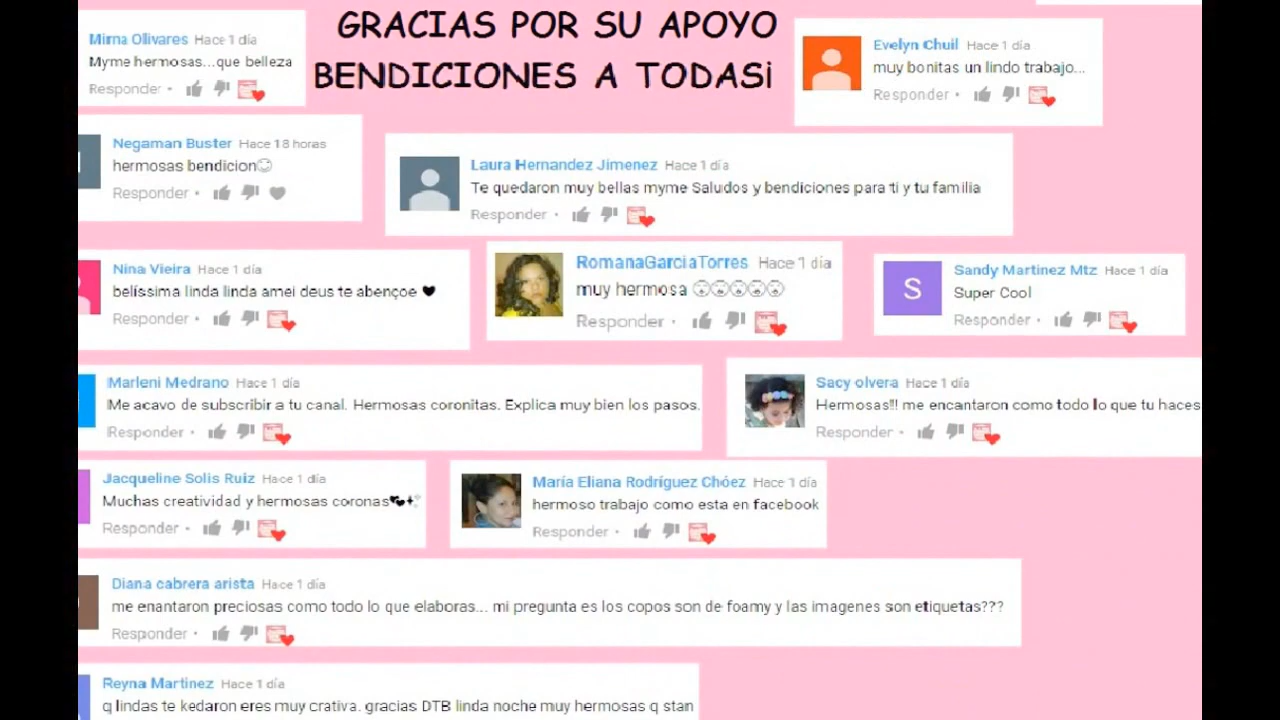 GRACIAS POR SU APOYO
BENDICIONES A TODAS¡
Mirna Olivares Hace 1 día
Myme hermosas...que belleza
Responder •
Evelyn Chuil Hace 1 día
muy bonitas un lindo trabajo...
Responder •
Negaman Buster Hace 18 horas
hermosas bendicion
Responder •
Laura Hernandez Jimenez Hace 1 día
Te quedaron muy bellas myme Saludos y bendiciones para ti y tu familia
Responder •
Nina Vieira Hace 1 día
belíssima linda linda amei deus te abençoe ♥
Responder •
RomanaGarciaTorres Hace 1 día
muy hermosa
Responder •
S
Sandy Martinez Mtz Hace 1 día
Super Cool
Responder •
Marleni Medrano Hace 1 día
Me acavo de subscribir a tu canal. Hermosas coronitas. Explica muy bien los pasos.
Responder •
Sacy olvera Hace 1 día
Hermosas!!! me encantaron como todo lo que tu haces
Responder •
Jacqueline Solis Ruiz Hace 1 día
Muchas creatividad y hermosas coronas
Responder •
María Eliana Rodríguez Chóez Hace 1 día
hermoso trabajo como esta en facebook
Responder •
Diana cabrera arista Hace 1 día
me enantaron preciosas como todo lo que elaboras... mi pregunta es los copos son de foamy y las imagenes son etiquetas???
Responder •
Reyna Martinez Hace 1 día
q lindas te kedaron eres muy crativa. gracias DTB linda noche muy hermosas q stan